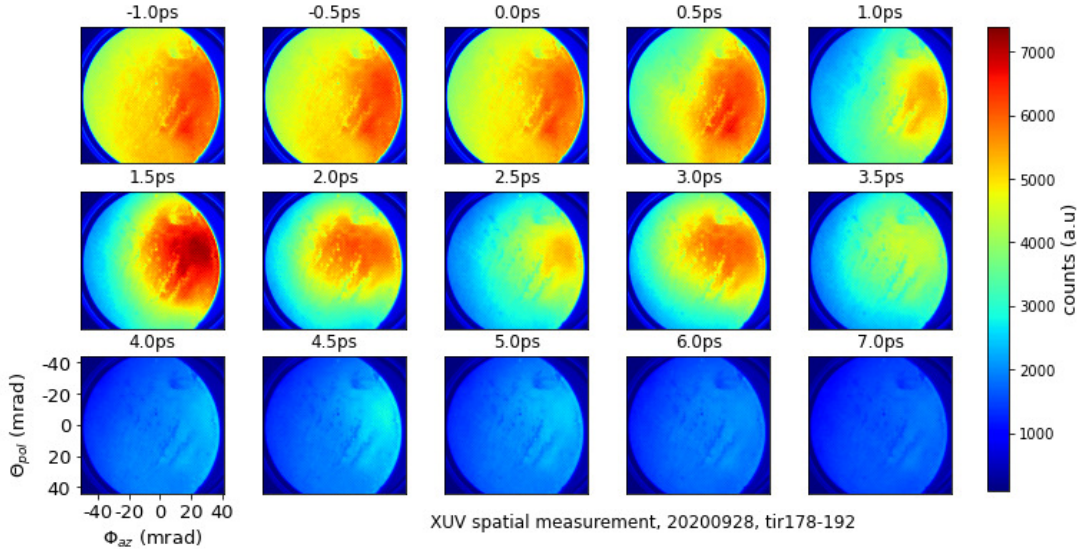 -1.0ps -0.5ps 0.0ps 0.5ps 1.0ps
1.5ps 2.0ps 2.5ps 3.0ps 3.5ps
4.0ps 4.5ps 5.0ps 6.0ps 7.0ps
-40
-20
0
20
40
Θpol (mrad)
-40 -20 0 20 40
Φaz (mrad)
XUV spatial measurement, 20200928, tir178-192
7000
6000
5000
4000
3000
2000
1000
counts (a.u)